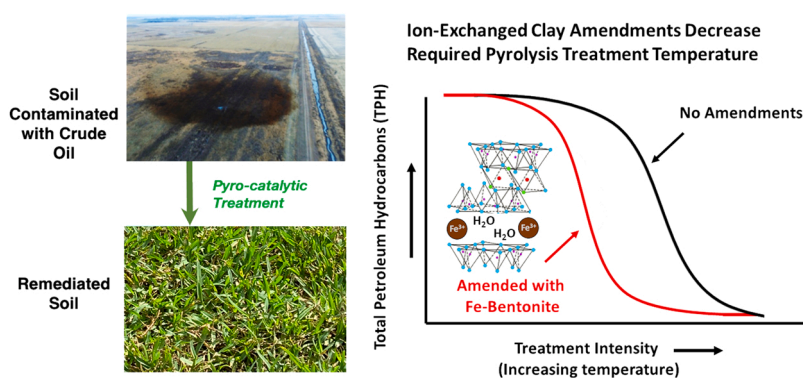 Soil
Contaminated
with Crude
Oil
Pyro-catalytic
Treatment
Remediated
Soil
Ion-Exchanged Clay Amendments Decrease
Required Pyrolysis Treatment Temperature
Total Petroleum Hydrocarbons (TPH)
No Amendments
H₂O
Fe³⁺
H₂O
Fe³⁺
Amended with
Fe-Bentonite
Treatment Intensity
(Increasing temperature)